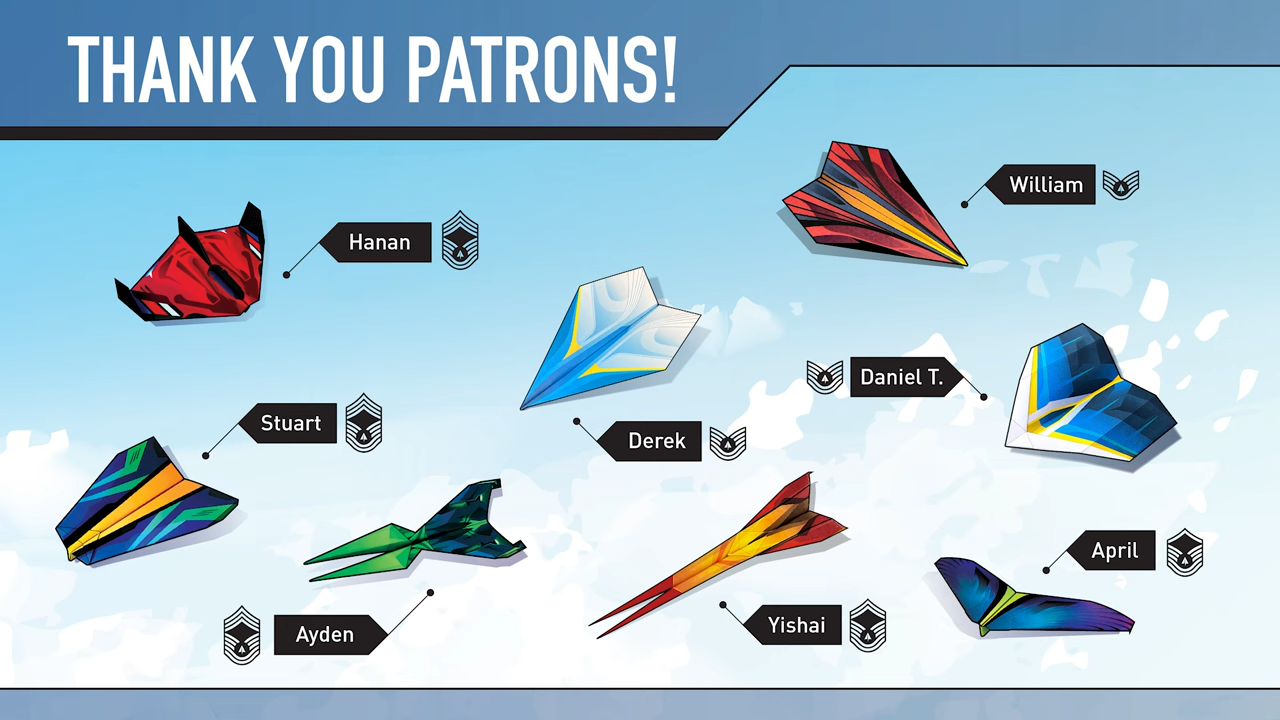 THANK YOU PATRONS!
William
Hanan
Daniel T.
Stuart
Derek
April
Yishai
Ayden